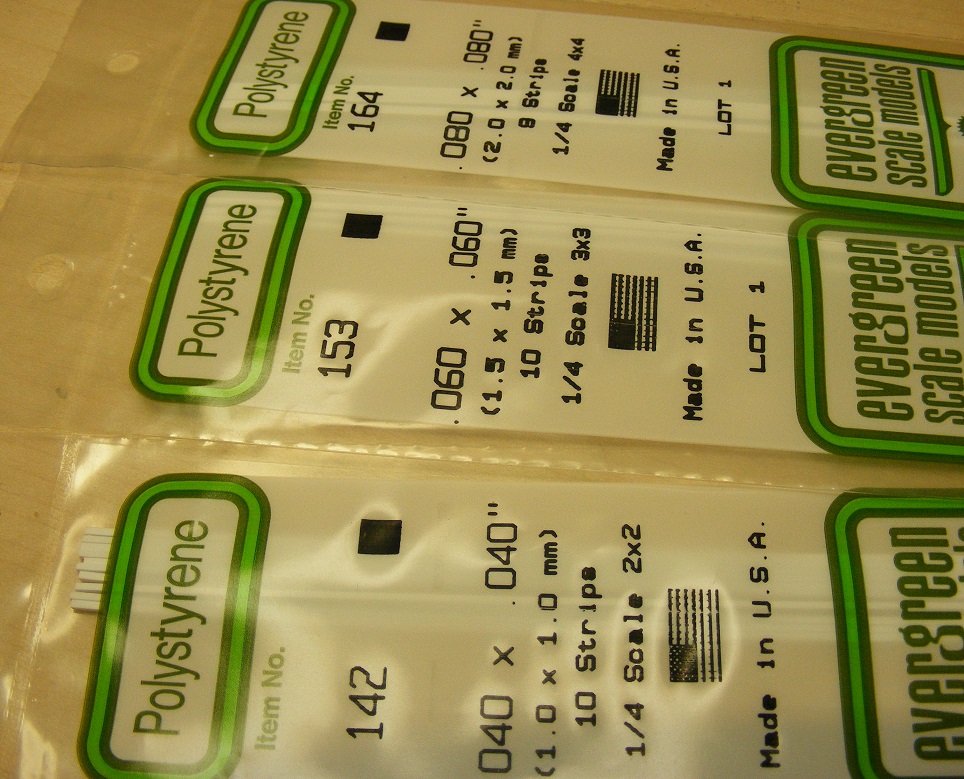 Polystyrene
Item No.
164
.080 x .080"
(2.0 x 2.0 mm)
8 Strips
1/4 Scale 4x4
Made in U.S.A.
LOT 1
evergreen
scale models
Polystyrene
Item No.
153
.060 x .060"
(1.5 x 1.5 mm)
10 Strips
1/4 Scale 3x3
Made in U.S.A.
LOT 1
evergreen
scale models
Polystyrene
Item No.
142
040 x .040"
(1.0 x 1.0 mm)
10 Strips
1/4 Scale 2x2
Made in U.S.A.
evergreen